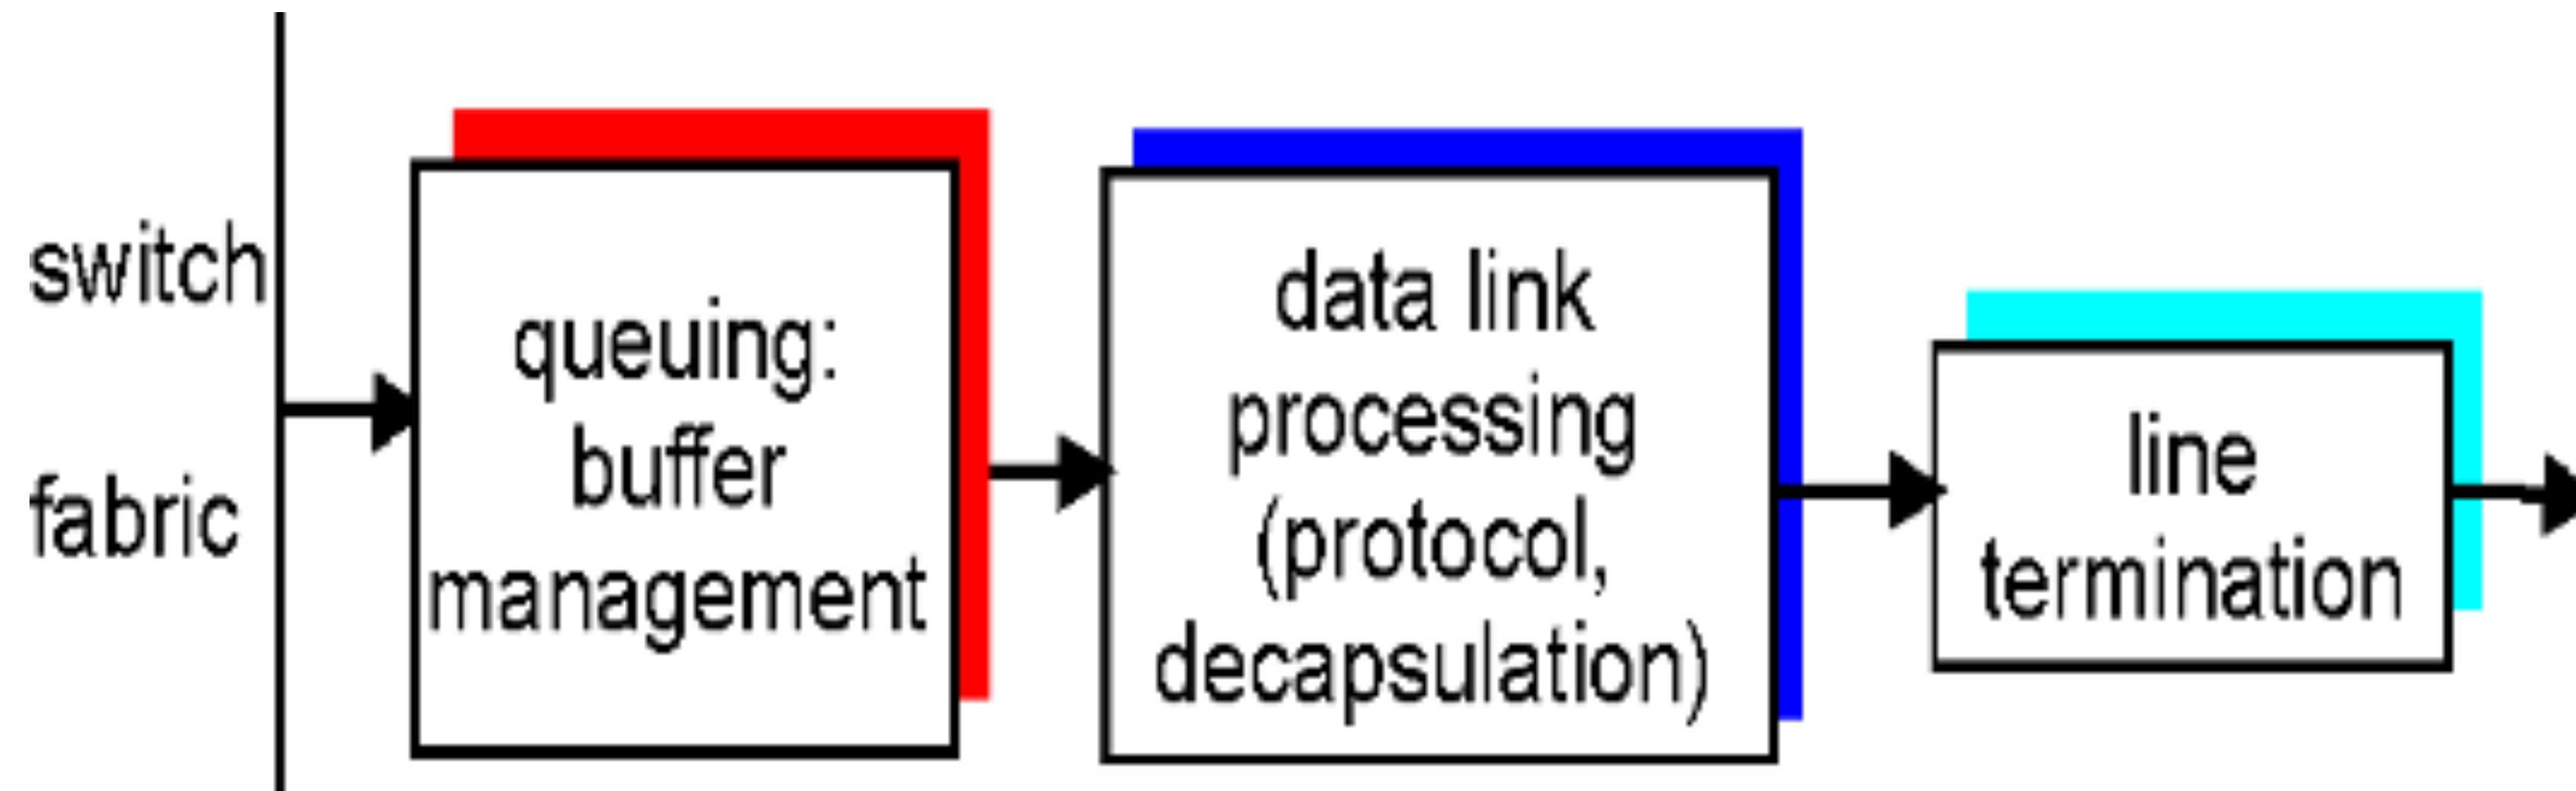 switch
fabric
queuing:
buffer
management
data link
processing
(protocol,
decapsulation)
line
termination